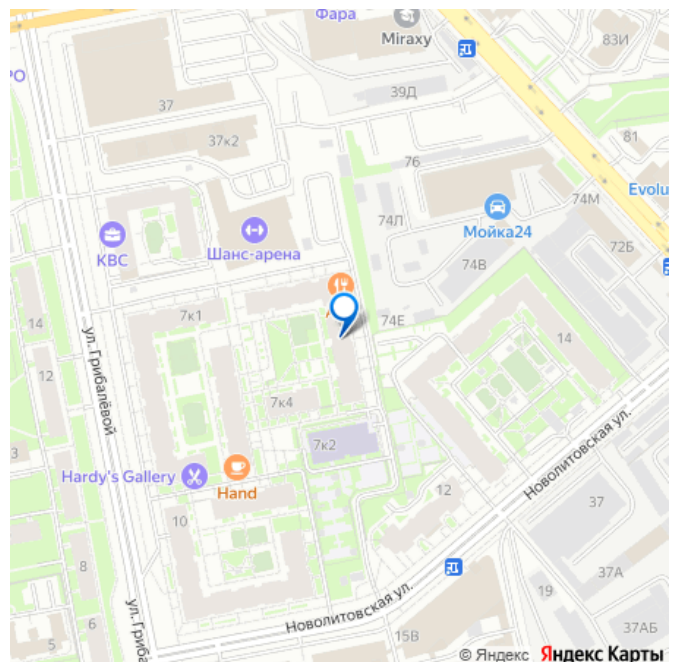 Фара
Miraxy
83И
РО
37
39Д
37к2
81
76
Evolu
74М
74Л
КВС
Шанс-арена
Мойка24
72Б
74В
7к1
74Е
14
14
ул. Грибалёвой
12
7к4
Новолитовская ул.
3
7к2
Hardy's Gallery
Hand
12
37
10
8
37А
19
ул. Гриба
6
Новолитовская ул.
37АБ
5
15В
© Яндекс Яндекс Карты